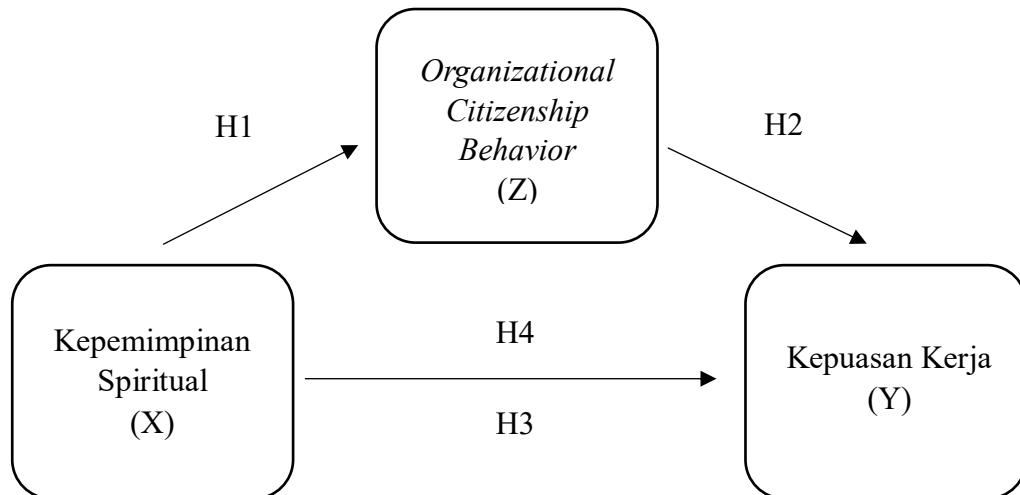 Organizational
Citizenship
Behavior
(Z)
H1
H2
Kepemimpinan
Spiritual
(X)
H4
H3
Kepuasan Kerja
(Y)